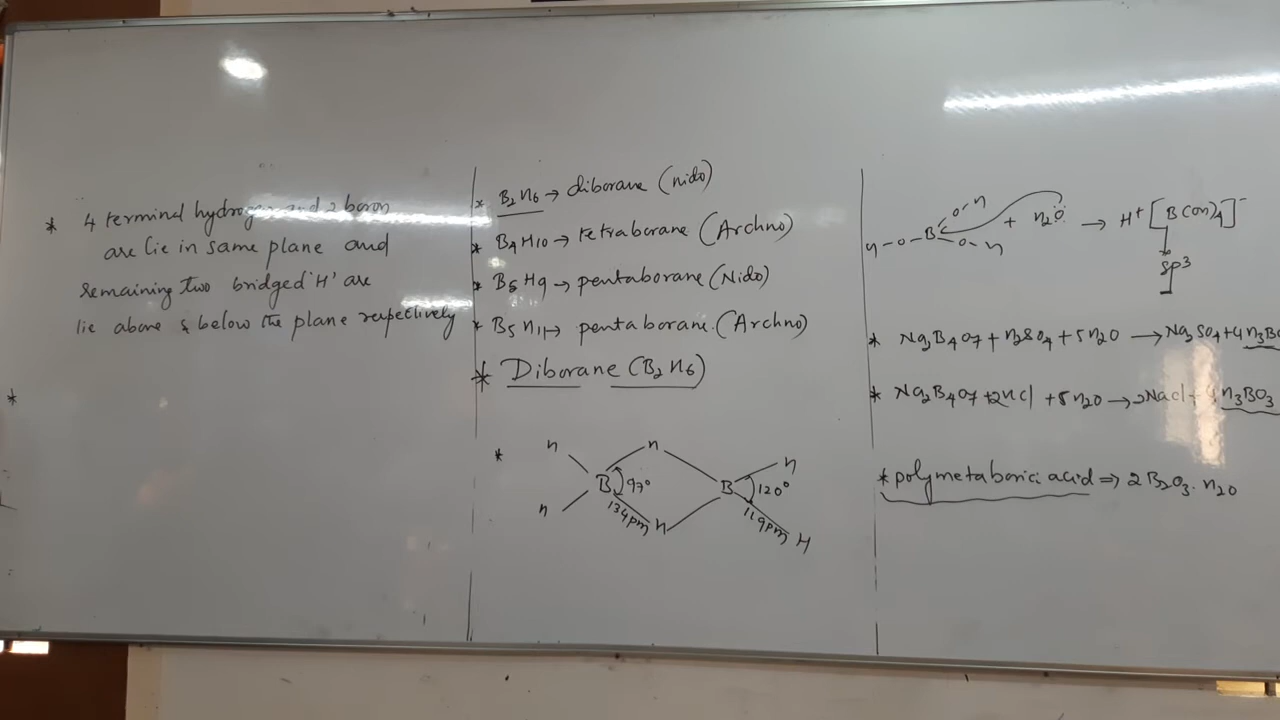 * 4 terminal hydrogen and 2 boron
are lie in same plane and
remaining two bridged 'H' are
lie above & below the plane respectively
*
* B2H6 → diborane (nido)
* B4H10 → tetraborane (Archno)
* B5H9 → pentaborane (Nido)
* B5H11 → pentaborane. (Archno)
* Diborane (B2H6)
*
H H H
B 97° B 120°
H 134pm H 119pm H
O-H
H-O-B O-H + H2O → H+ [B(OH)4]-
sp3
* Na2B4O7 + H2SO4 + 5H2O → Na2SO4 + 4H3BO
* Na2B4O7 + 2HCl + 5H2O → 2NaCl + 4H3BO3
* polymetaboric acid ⇒ 2B2O3. H2O